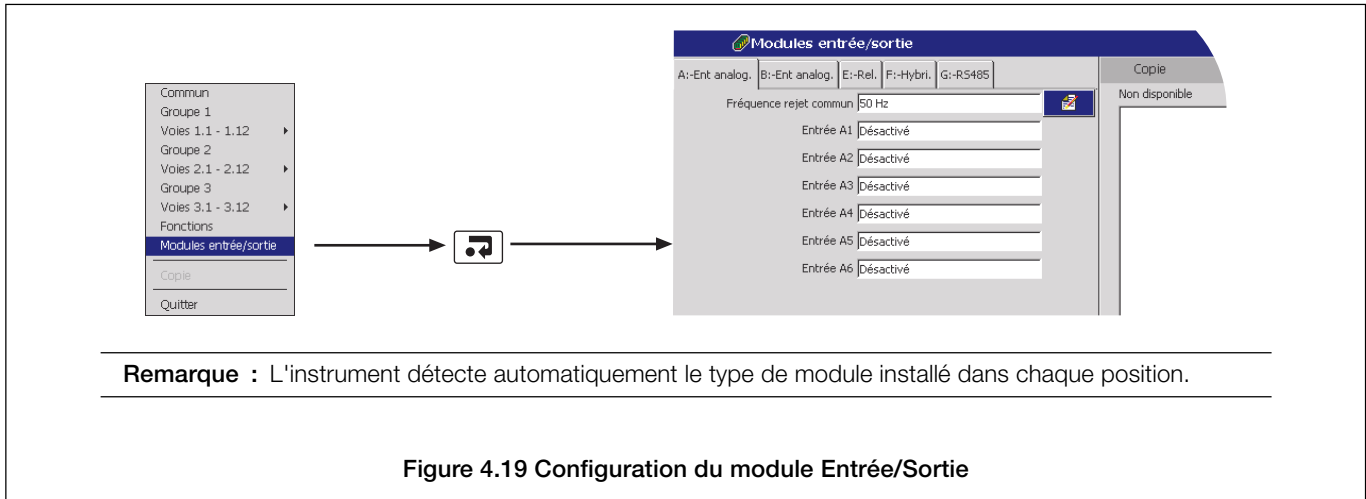 Commun
Groupe 1
Voies 1.1 - 1.12
Groupe 2
Voies 2.1 - 2.12
Groupe 3
Voies 3.1 - 3.12
Fonctions
Modules entrée/sortie
Copie
Quitter
Modules entrée/sortie
A:-Ent analog. B:-Ent analog. E:-Rel. F:-Hybri. G:-RS485
Fréquence rejet commun 50 Hz
Entrée A1 Désactivé
Entrée A2 Désactivé
Entrée A3 Désactivé
Entrée A4 Désactivé
Entrée A5 Désactivé
Entrée A6 Désactivé
Copie
Non disponible
Remarque : L'instrument détecte automatiquement le type de module installé dans chaque position.
Figure 4.19 Configuration du module Entrée/Sortie